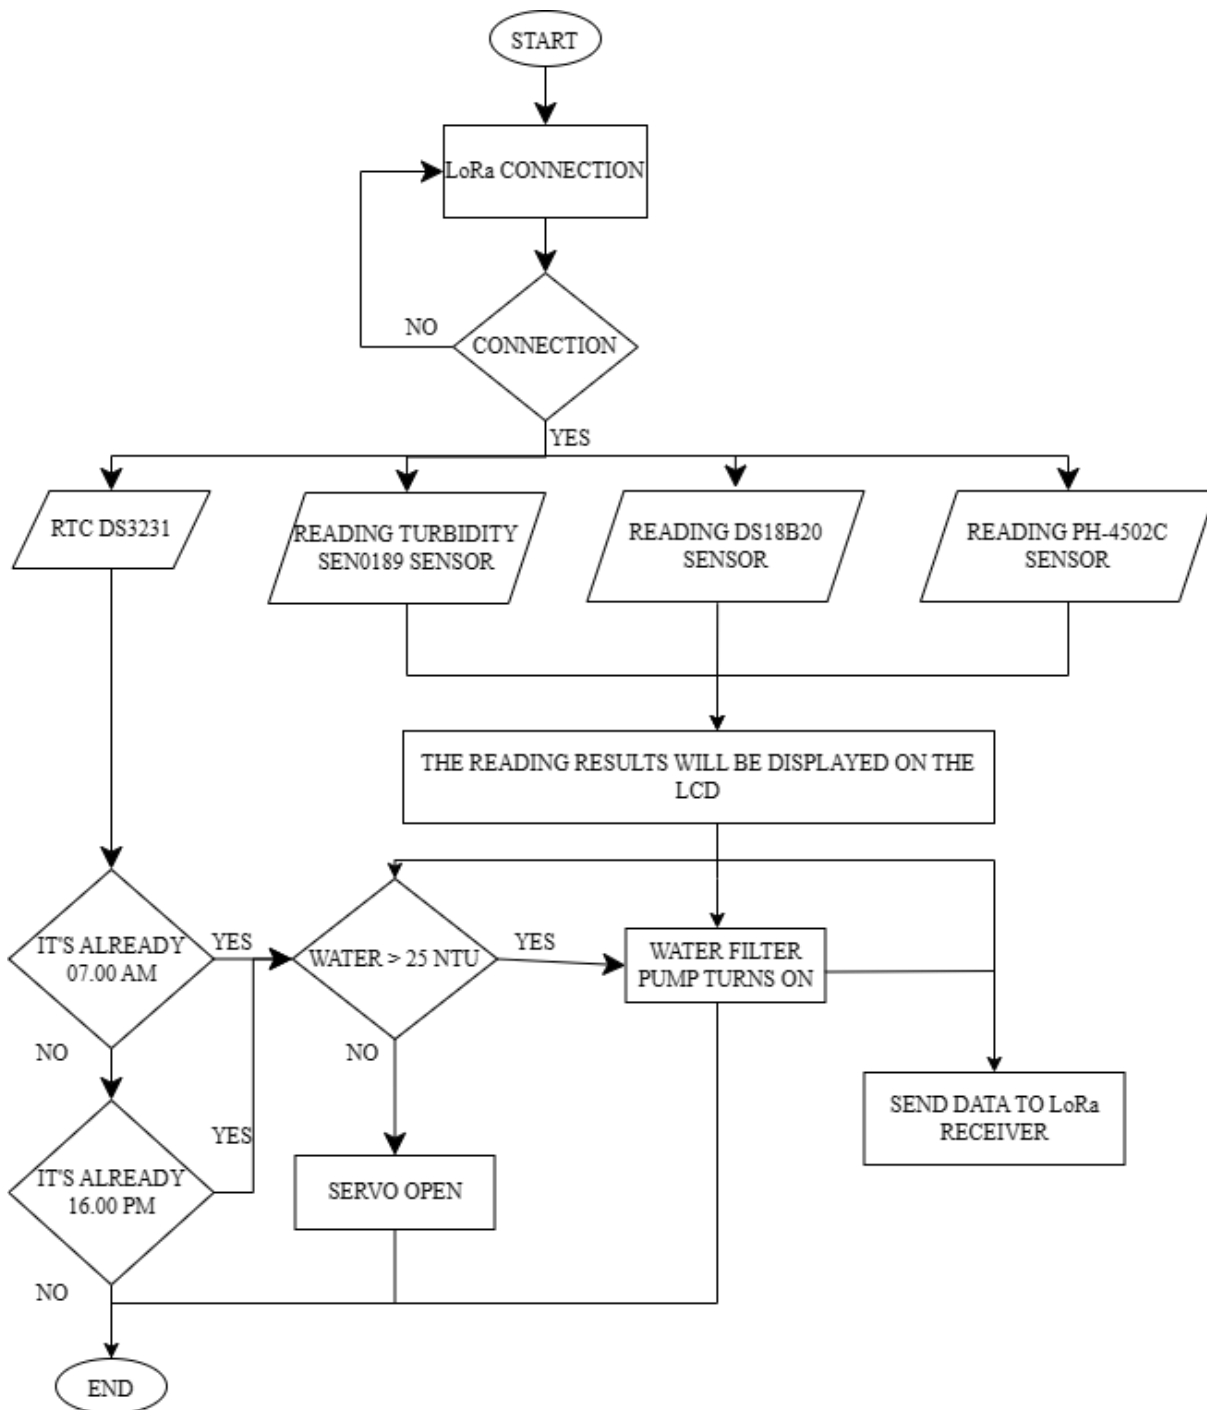 START
LoRa CONNECTION
NO
CONNECTION
YES
RTC DS3231
READING TURBIDITY
SEN0189 SENSOR
READING DS18B20
SENSOR
READING PH-4502C
SENSOR
THE READING RESULTS WILL BE DISPLAYED ON THE
LCD
IT'S ALREADY
07.00 AM
YES
WATER > 25 NTU
YES
WATER FILTER
PUMP TURNS ON
NO
NO
SEND DATA TO LoRa
RECEIVER
IT'S ALREADY
16.00 PM
YES
SERVO OPEN
NO
END